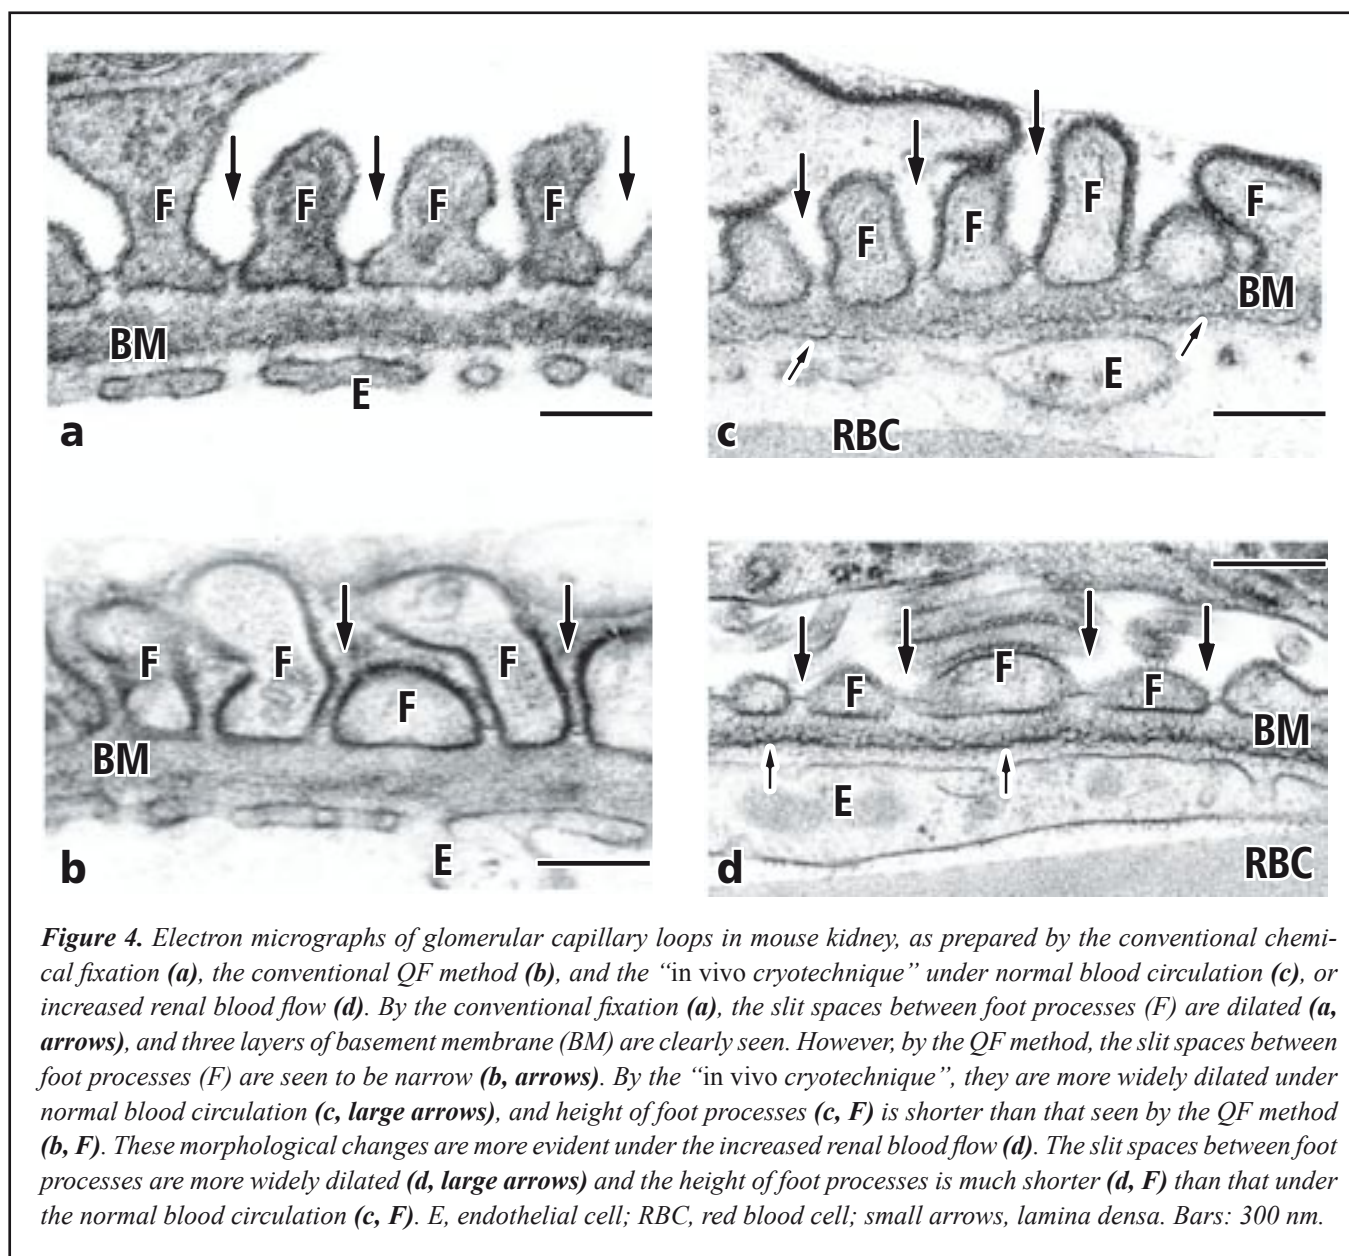 F F F F
BM
E
a
F F F F
BM
E
RBC
c
F F F F
BM
E
b
F F F
BM
E
RBC
d
Figure 4. Electron micrographs of glomerular capillary loops in mouse kidney, as prepared by the conventional chemi-
cal fixation (a), the conventional QF method (b), and the “in vivo cryotechnique” under normal blood circulation (c), or
increased renal blood flow (d). By the conventional fixation (a), the slit spaces between foot processes (F) are dilated (a,
arrows), and three layers of basement membrane (BM) are clearly seen. However, by the QF method, the slit spaces between
foot processes (F) are seen to be narrow (b, arrows). By the “in vivo cryotechnique”, they are more widely dilated under
normal blood circulation (c, large arrows), and height of foot processes (c, F) is shorter than that seen by the QF method
(b, F). These morphological changes are more evident under the increased renal blood flow (d). The slit spaces between foot
processes are more widely dilated (d, large arrows) and the height of foot processes is much shorter (d, F) than that under
the normal blood circulation (c, F). E, endothelial cell; RBC, red blood cell; small arrows, lamina densa. Bars: 300 nm.